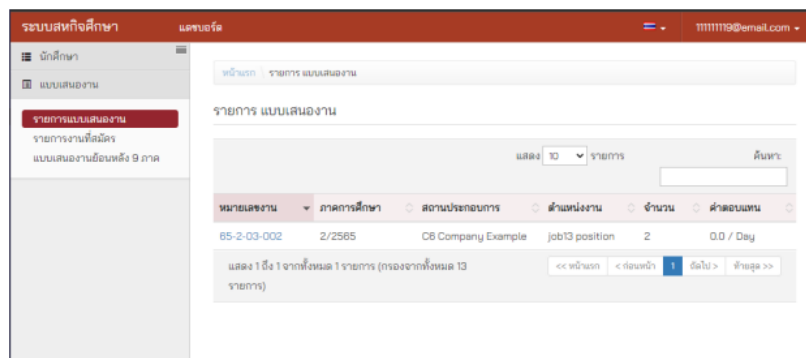 ระบบสหกิจศึกษา แดชบอร์ด 111111119@email.com
นักศึกษา
แบบเสนองาน
รายการแบบเสนองาน
รายการงานที่สมัคร
แบบเสนองานย้อนหลัง 9 ภาค
หน้าแรก รายการ แบบเสนองาน
รายการ แบบเสนองาน
แสดง 10 รายการ ค้นหา:
หมายเลขงาน ภาคการศึกษา สถานประกอบการ ตำแหน่งงาน จำนวน ค่าตอบแทน
65-2-03-002 2/2565 C6 Company Example job13 position 2 0.0 / Day
แสดง 1 ถึง 1 จากทั้งหมด 1 รายการ (กรองจากทั้งหมด 13
รายการ)
<< หน้าแรก < ก่อนหน้า 1 ถัดไป > ท้ายสุด >>